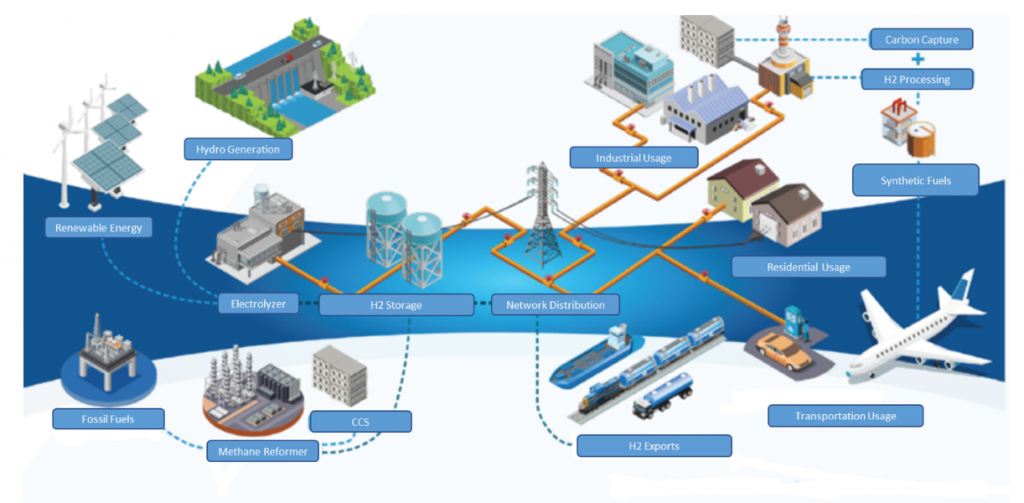 Carbon Capture
+
H2 Processing
Hydro Generation
Industrial Usage
Synthetic Fuels
Renewable Energy
Residential Usage
Electrolyzer
H2 Storage
Network Distribution
Fossil Fuels
CCS
Transportation Usage
Methane Reformer
H2 Exports